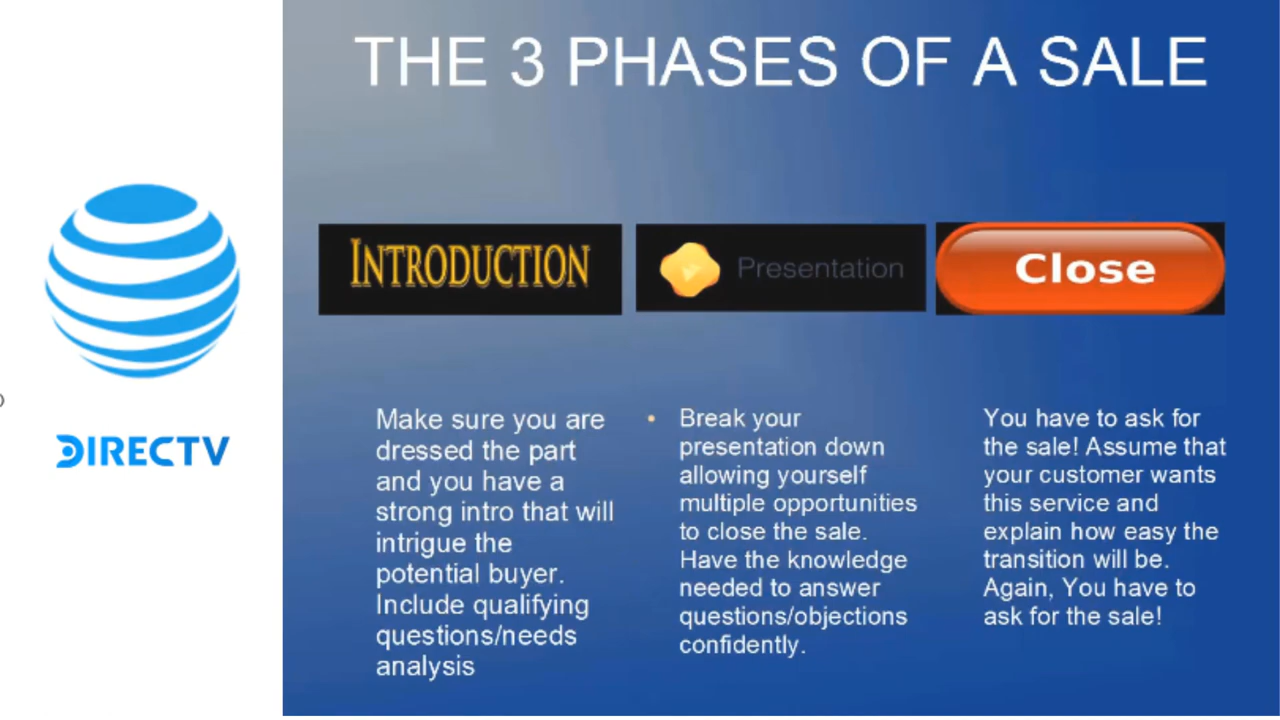 THE 3 PHASES OF A SALE
INTRODUCTION
Presentation
Close
DIRECTV
Make sure you are
dressed the part
and you have a
strong intro that will
intrigue the
potential buyer.
Include qualifying
questions/needs
analysis
• Break your
presentation down
allowing yourself
multiple opportunities
to close the sale.
Have the knowledge
needed to answer
questions/objections
confidently.
You have to ask for
the sale! Assume that
your customer wants
this service and
explain how easy the
transition will be.
Again, You have to
ask for the sale!